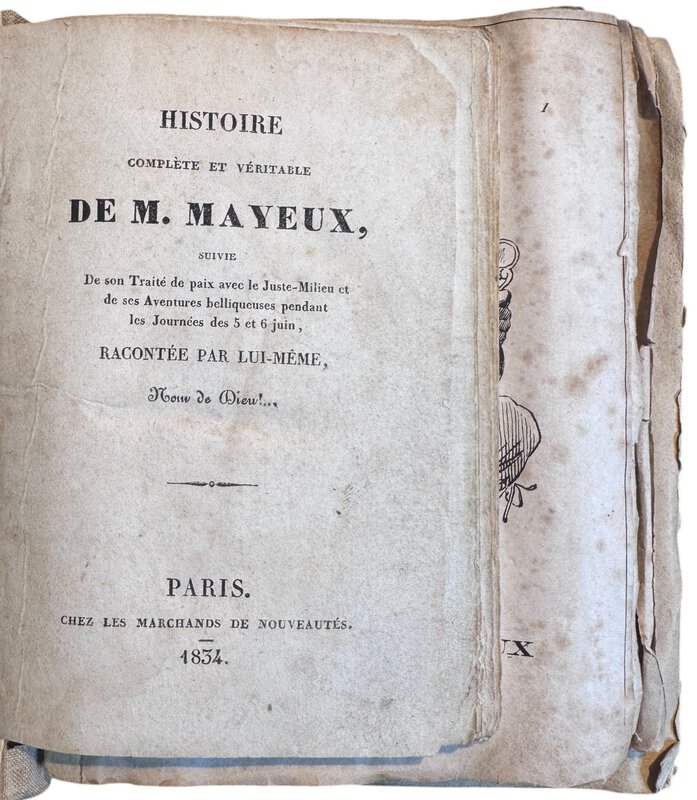 HISTOIRE
COMPLÈTE ET VÉRITABLE
DE M. MAYEUX,
SUIVIE
De son Traité de paix avec le Juste-Milieu et
de ses Aventures belliqueuses pendant
les Journées des 5 et 6 juin,
RACONTÉE PAR LUI-MÊME,
Nom de Dieu!...
PARIS.
CHEZ LES MARCHANDS DE NOUVEAUTÉS.
1834.
I
UX